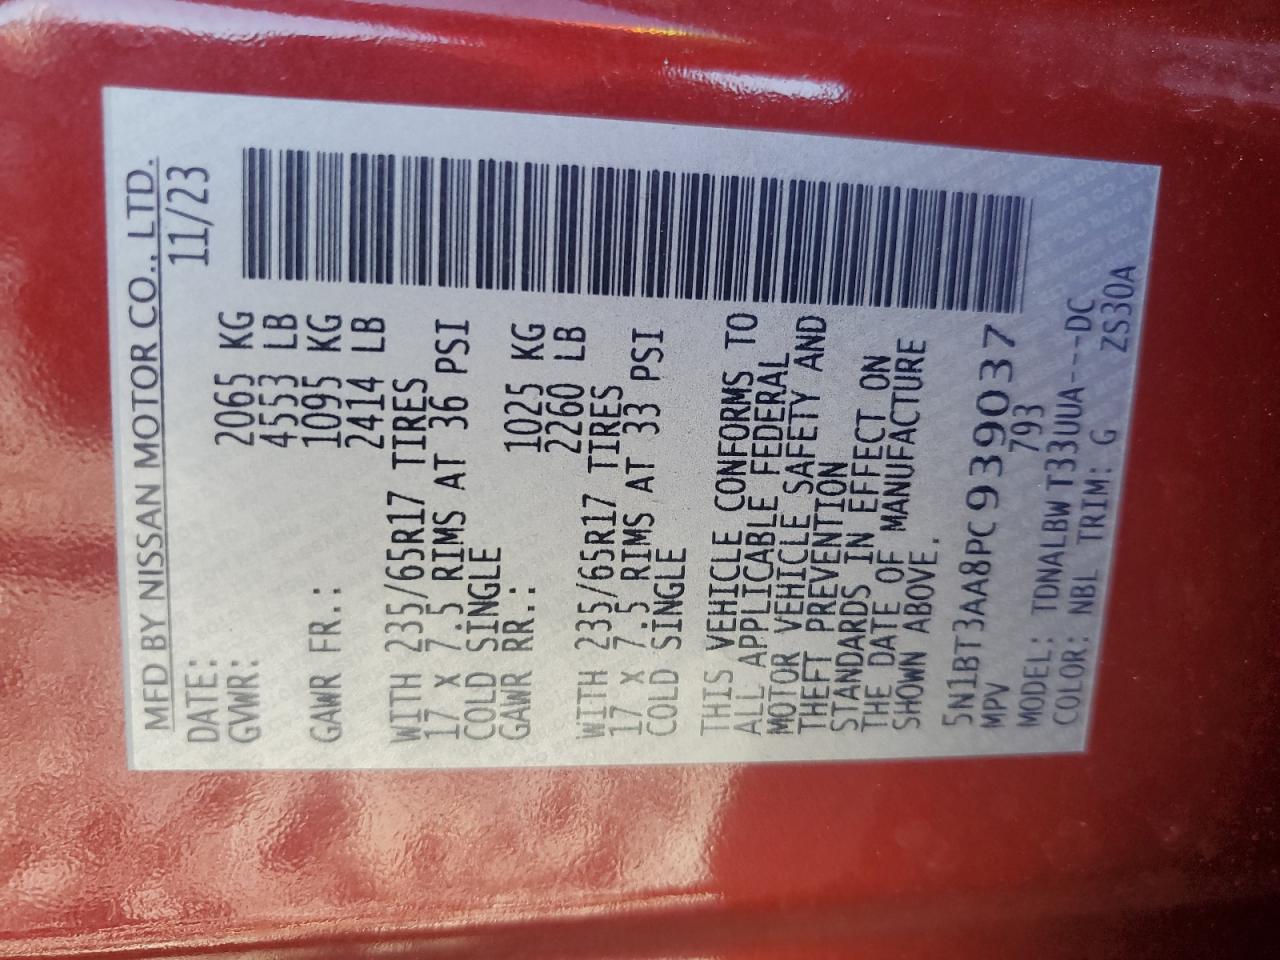 MFD BY NISSAN MOTOR CO., LTD.
DATE: 11/23
GVWR: 2065 KG
4553 LB
GAWR FR.: 1095 KG
2414 LB
WITH 235/65R17 TIRES
17 X 7.5 RIMS AT 36 PSI
COLD SINGLE
GAWR RR.: 1025 KG
2260 LB
WITH 235/65R17 TIRES
17 X 7.5 RIMS AT 33 PSI
COLD SINGLE
THIS VEHICLE CONFORMS TO
ALL APPLICABLE FEDERAL
MOTOR VEHICLE SAFETY AND
THEFT PREVENTION
STANDARDS IN EFFECT ON
THE DATE OF MANUFACTURE
SHOWN ABOVE.
5N1BT3AA8PC939037
MPV 793
MODEL: TDNALBW T33UUA---DC
COLOR: NBL TRIM: G ZS30A